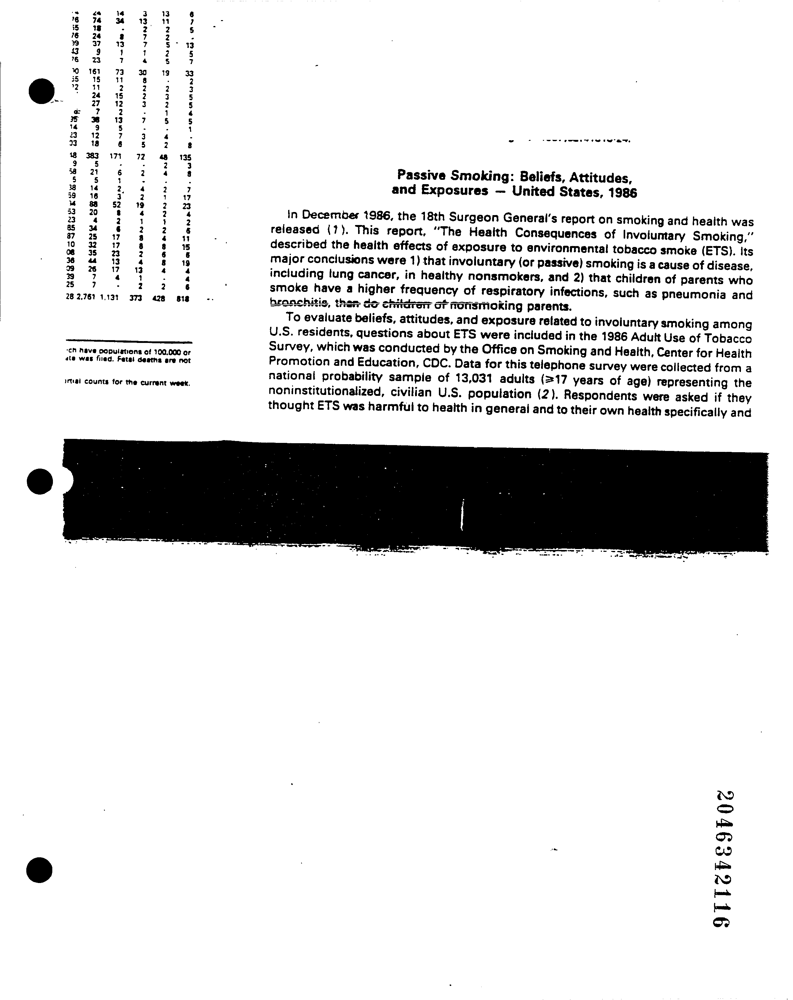 24 14 3 13 6
76 74 34 13 11 7
18 - 2 2 5
76 24 8 7 2 -
37 13 7 5 13
9 1 1 2 5
76 23 7 4 5 7
161 73 30 19 33
15 11 8 - 2
11 2 2 2 3
24 15 2 3 5
27 12 3 2 5
7 2 - 1 4
38 13 7 5 5
14 9 5 - - 1
23 12 7 3 4 -
18 6 5 2 8
383 171 72 48 135
9 5 - - 2 3
58 21 6 2 4 8
5 5 1 - - -
38 14 2 4 2 7
59 16 3 2 1 17
88 52 19 2 23
53 20 8 4 2 4
23 4 2 1 1 2
85 34 6 2 2 6
87 25 17 8 4 11
10 32 17 8 8 15
35 23 2 6 6
44 13 4 8 19
26 17 13 4 4
7 4 1 - 4
25 7 - 2 2 6
28 2,761 1,131 373 428 818
ch have populations of 100,000 or
ate was filed. Fetal deaths are not
artial counts for the current week.
Passive Smoking: Beliefs, Attitudes,
and Exposures — United States, 1986
In December 1986, the 18th Surgeon General's report on smoking and health was
released (1). This report, "The Health Consequences of Involuntary Smoking,"
described the health effects of exposure to environmental tobacco smoke (ETS). Its
major conclusions were 1) that involuntary (or passive) smoking is a cause of disease,
including lung cancer, in healthy nonsmokers, and 2) that children of parents who
smoke have a higher frequency of respiratory infections, such as pneumonia and
bronchitis, than do children of nonsmoking parents.
To evaluate beliefs, attitudes, and exposure related to involuntary smoking among
U.S. residents, questions about ETS were included in the 1986 Adult Use of Tobacco
Survey, which was conducted by the Office on Smoking and Health, Center for Health
Promotion and Education, CDC. Data for this telephone survey were collected from a
national probability sample of 13,031 adults (≥17 years of age) representing the
noninstitutionalized, civilian U.S. population (2). Respondents were asked if they
thought ETS was harmful to health in general and to their own health specifically and
2046342116